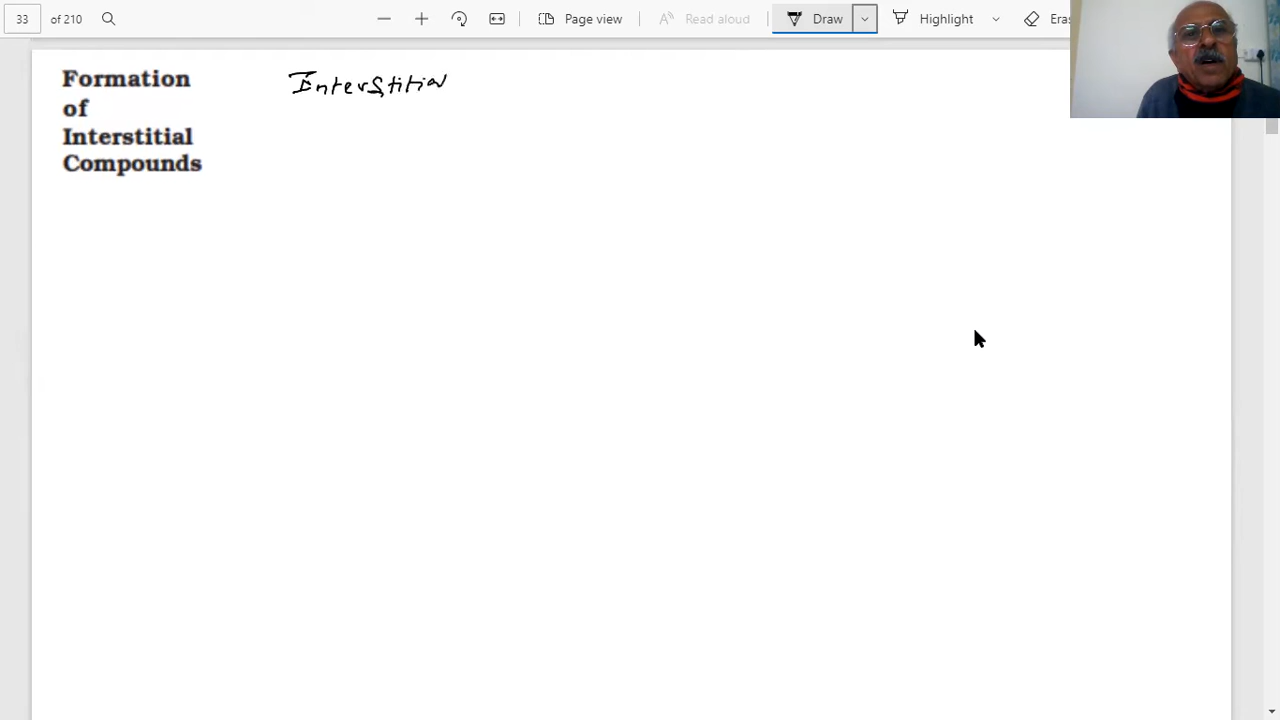 33 of 210 Page view Read aloud Draw Highlight
Formation
of
Interstitial
Compounds
Interstitial